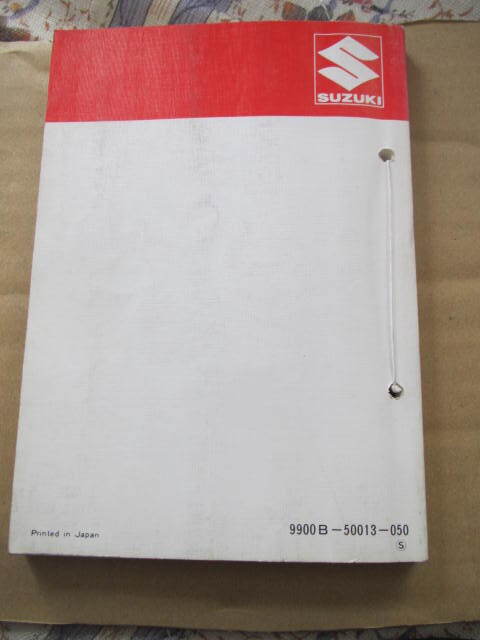 SUZUKI
Printed in Japan
9900B-50013-050
S